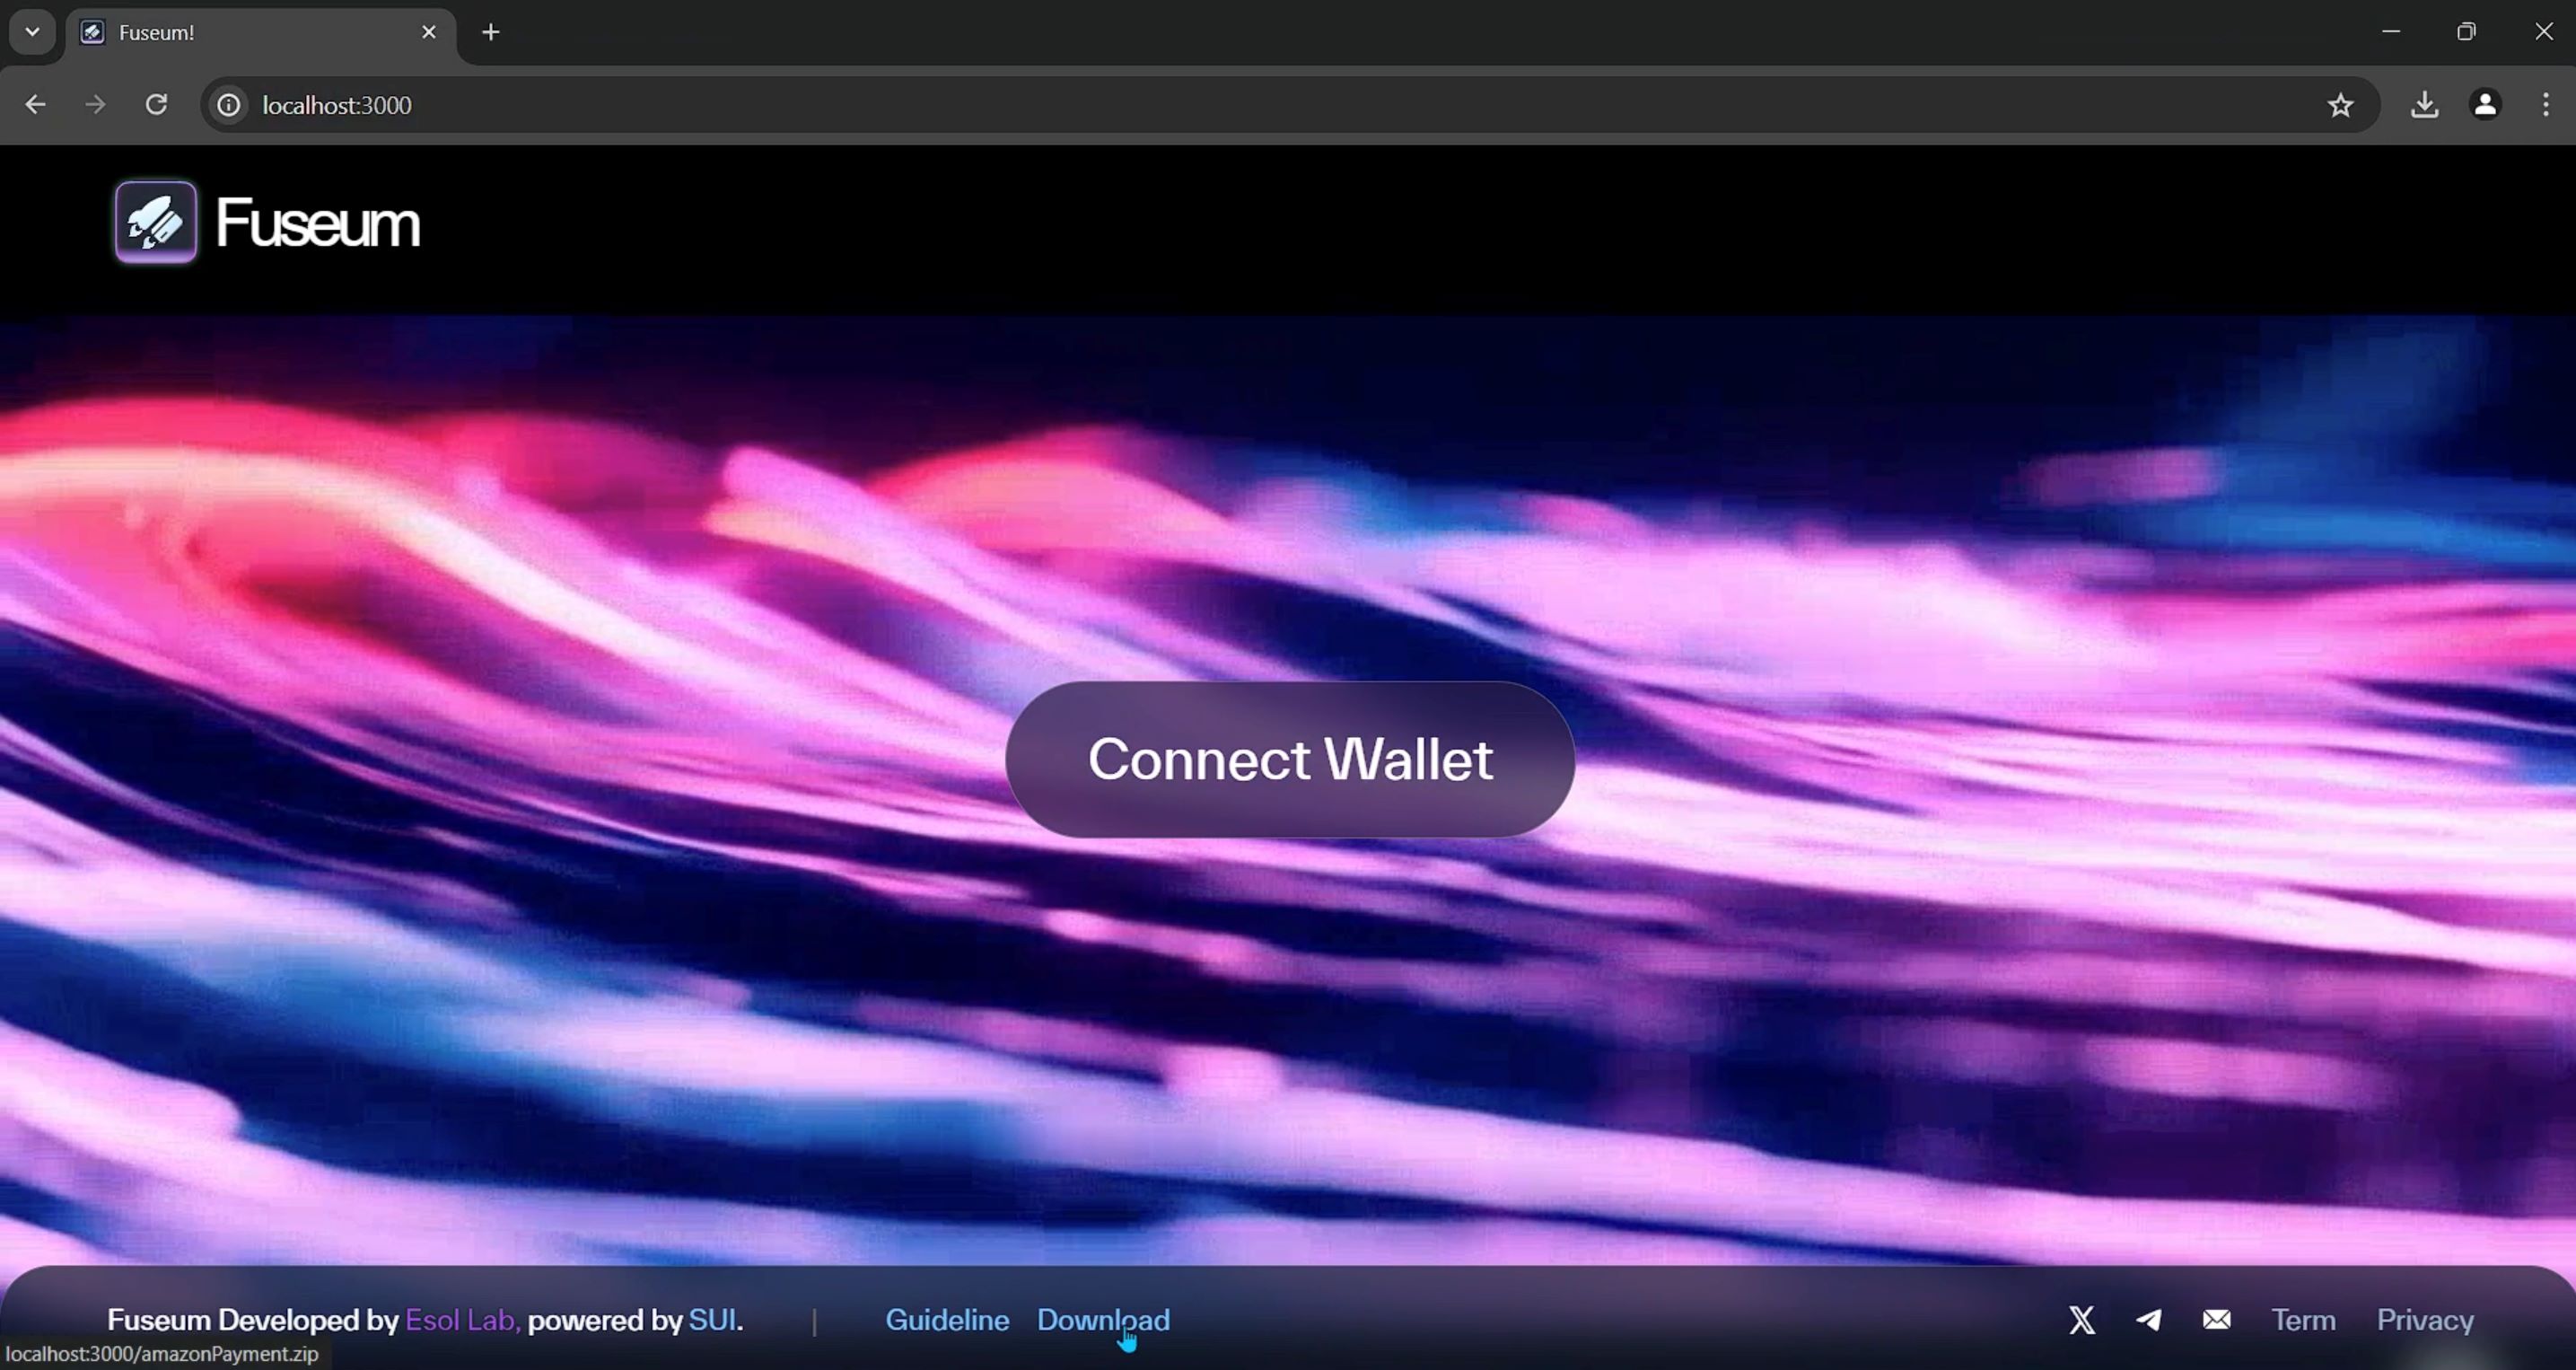 Fuseum!
localhost:3000
Fuseum
Connect Wallet
Fuseum Developed by Esol Lab, powered by SUI. | Guideline Download Term Privacy
localhost:3000/amazonPayment.zip